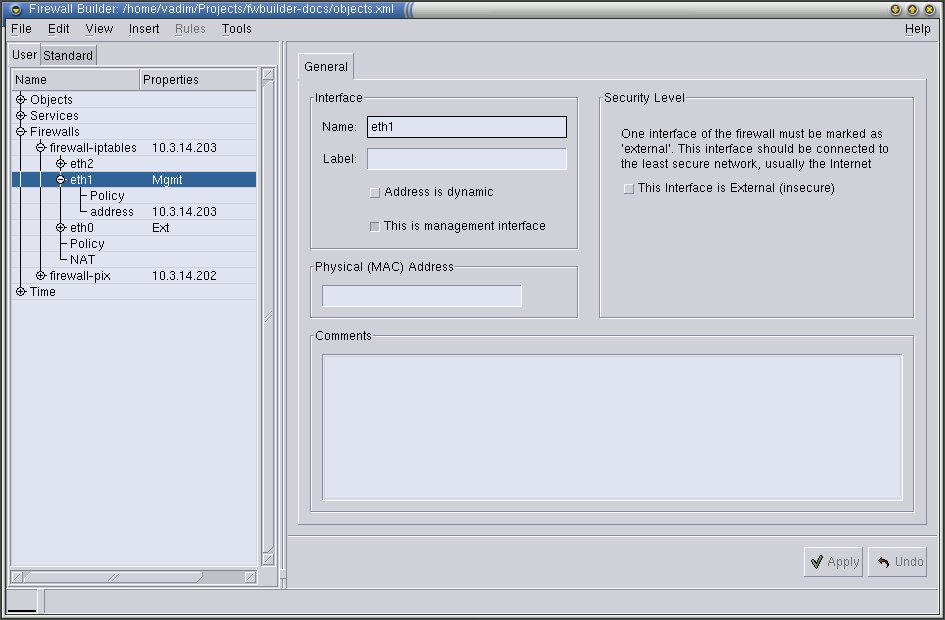 Firewall Builder: /home/vadim/Projects/fwbuilder-docs/objects.xml
File Edit View Insert Rules Tools Help
User Standard
Name Properties
Objects
Services
Firewalls
firewall-iptables 10.3.14.203
eth2
eth1 Mgmt
Policy
address 10.3.14.203
eth0 Ext
Policy
NAT
firewall-pix 10.3.14.202
Time
General
Interface
Name: eth1
Label:
Address is dynamic
This is management interface
Physical (MAC) Address
Security Level
One interface of the firewall must be marked as
'external'. This interface should be connected to
the least secure network, usually the Internet
This Interface is External (insecure)
Comments
Apply Undo